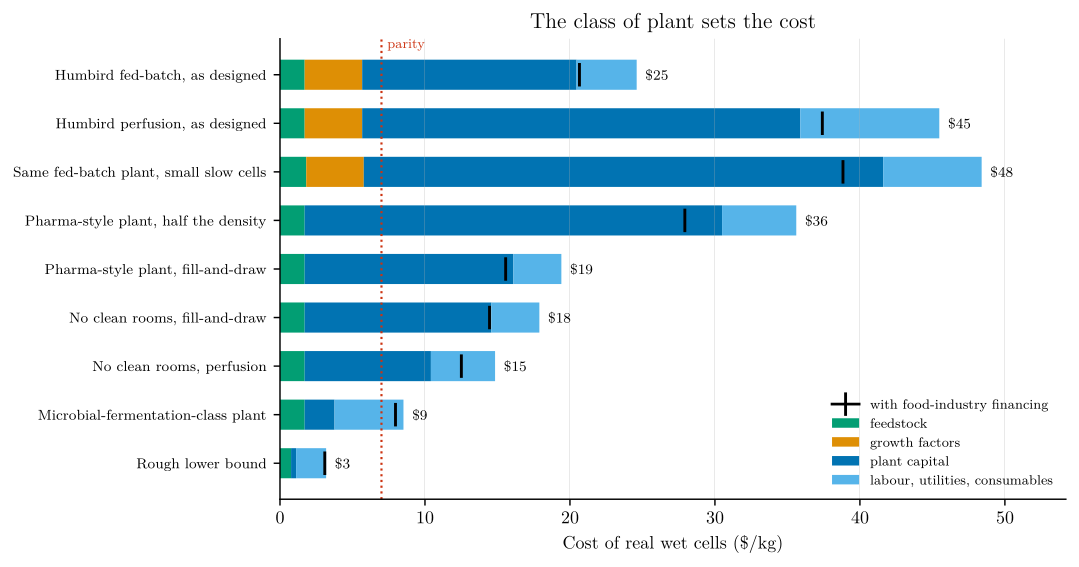 The class of plant sets the cost
parity
Humbird fed-batch, as designed
$25
Humbird perfusion, as designed
$45
Same fed-batch plant, small slow cells
$48
Pharma-style plant, half the density
$36
Pharma-style plant, fill-and-draw
$19
No clean rooms, fill-and-draw
$18
No clean rooms, perfusion
$15
Microbial-fermentation-class plant
$9
Rough lower bound
$3
with food-industry financing
feedstock
growth factors
plant capital
labour, utilities, consumables
0 10 20 30 40 50
Cost of real wet cells ($/kg)